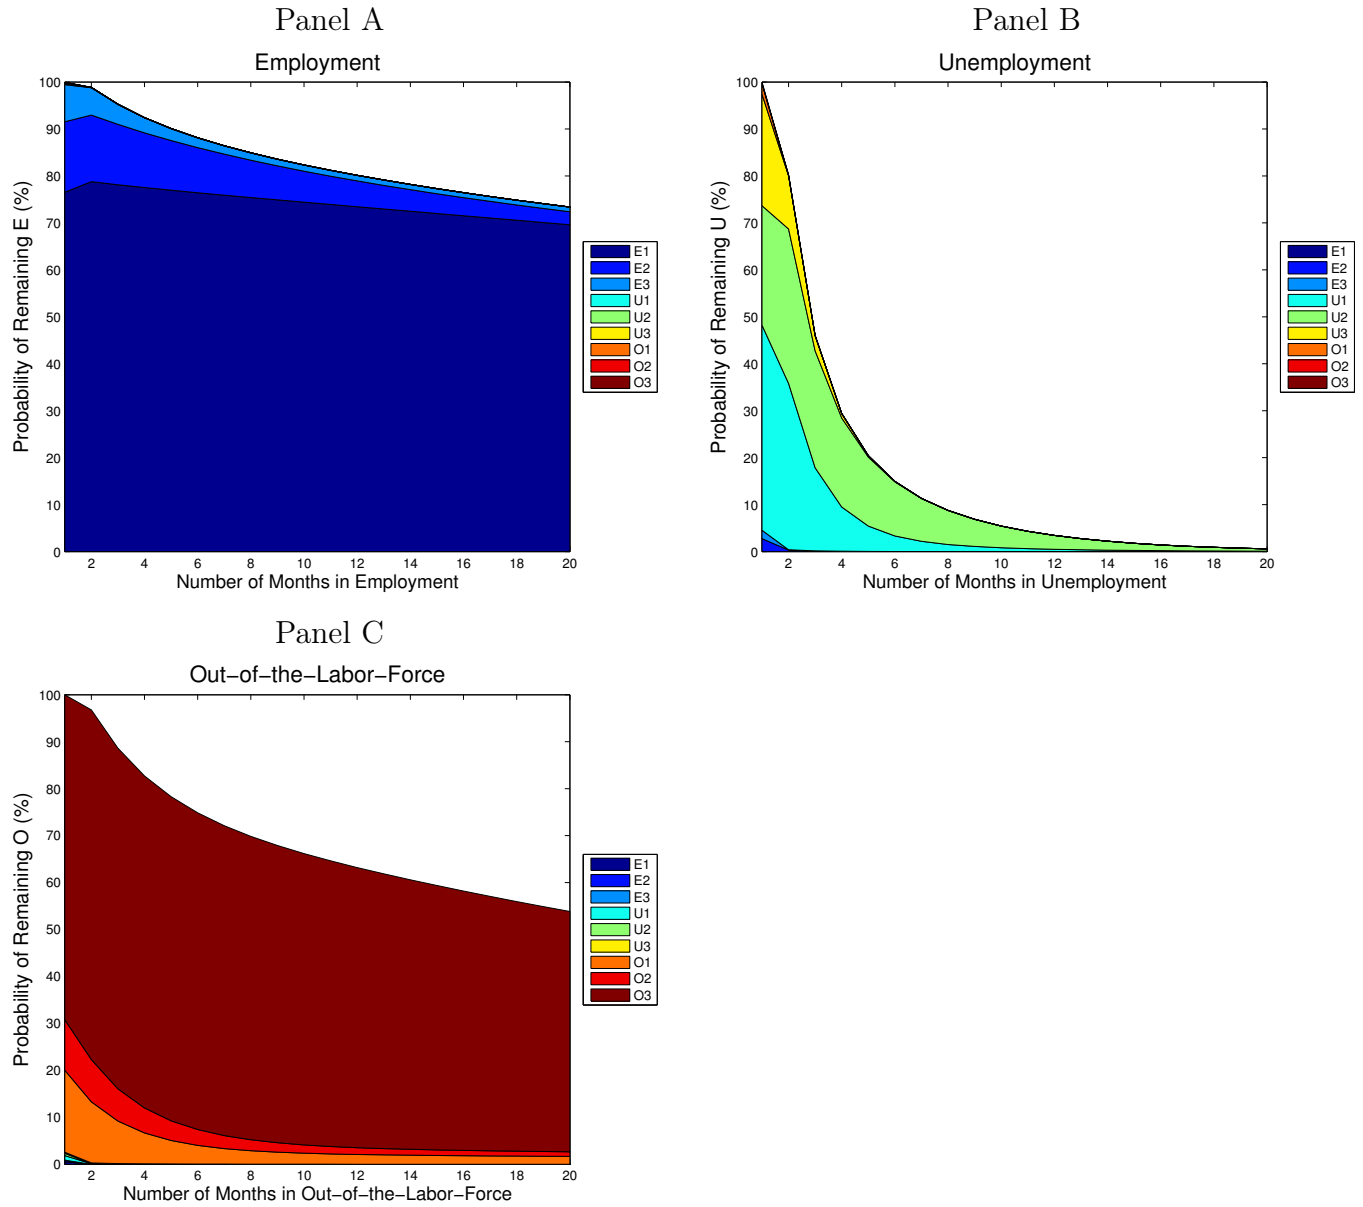 Panel A
Employment
Probability of Remaining E (%)
100
90
80
70
60
50
40
30
20
10
0
2 4 6 8 10 12 14 16 18 20
Number of Months in Employment
E1
E2
E3
U1
U2
U3
O1
O2
O3
Panel B
Unemployment
Probability of Remaining U (%)
100
90
80
70
60
50
40
30
20
10
0
2 4 6 8 10 12 14 16 18 20
Number of Months in Unemployment
E1
E2
E3
U1
U2
U3
O1
O2
O3
Panel C
Out−of−the−Labor−Force
Probability of Remaining O (%)
100
90
80
70
60
50
40
30
20
10
0
2 4 6 8 10 12 14 16 18 20
Number of Months in Out−of−the−Labor−Force
E1
E2
E3
U1
U2
U3
O1
O2
O3